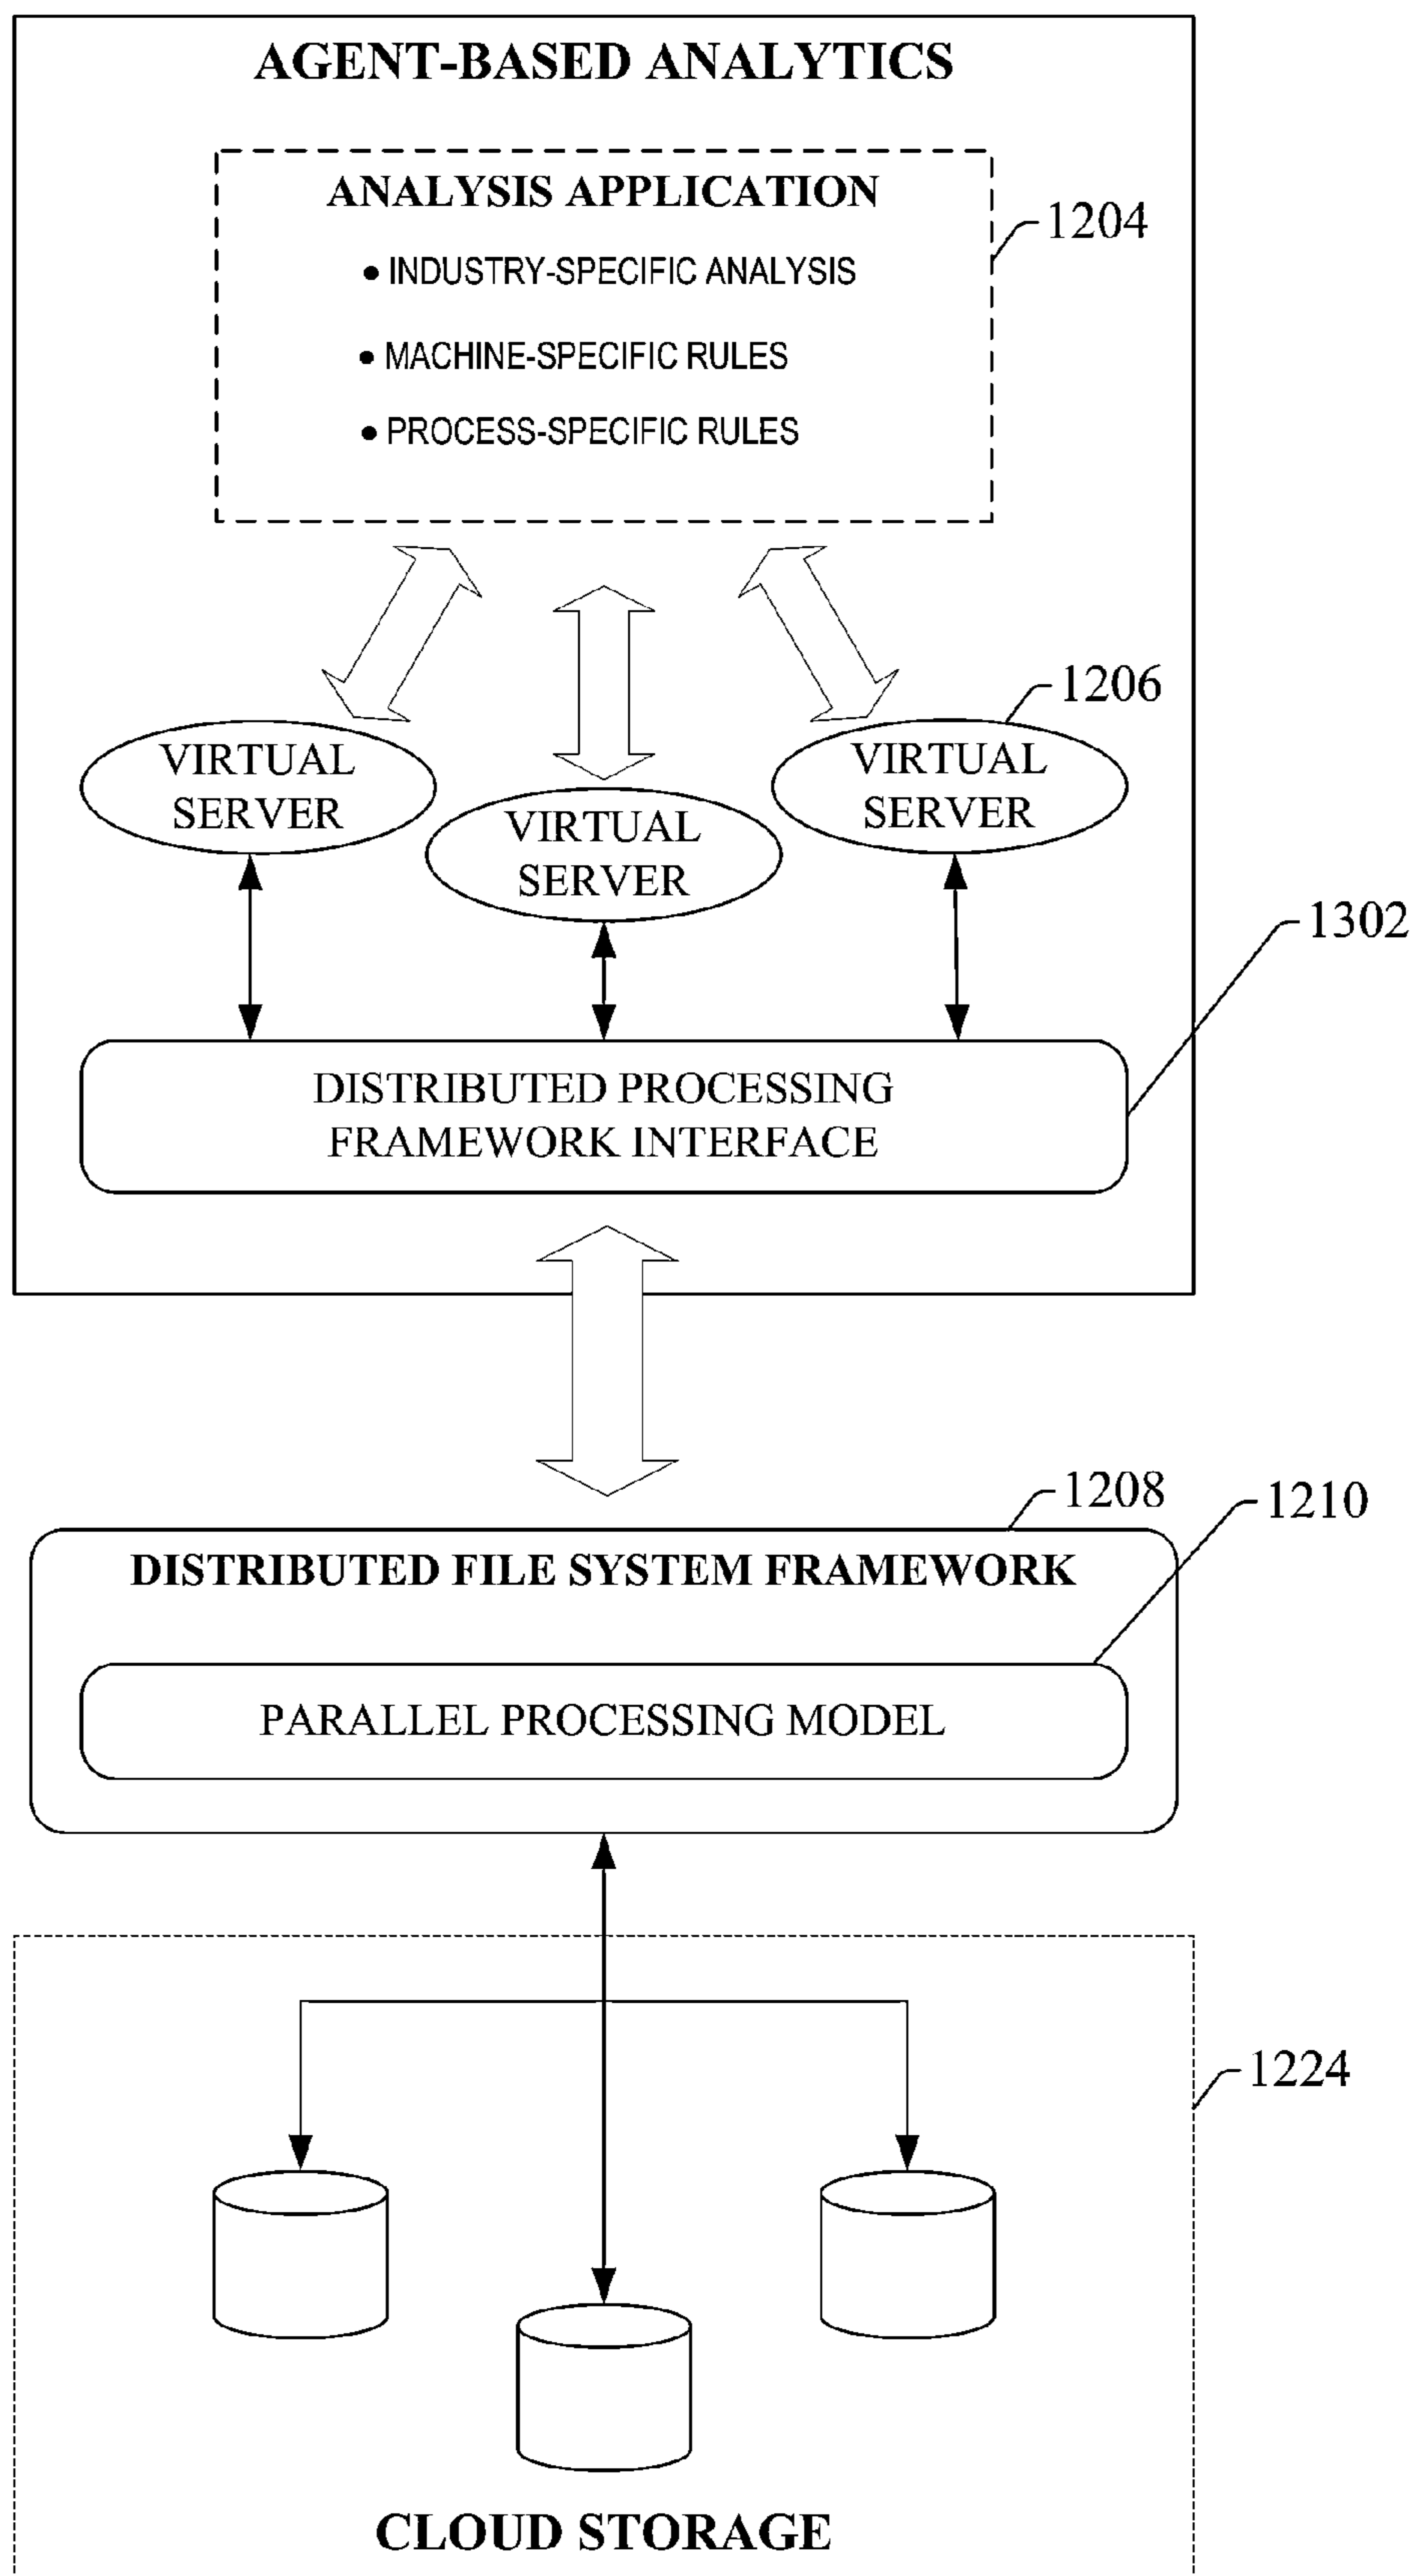 AGENT-BASED ANALYTICS
ANALYSIS APPLICATION
1204
• INDUSTRY-SPECIFIC ANALYSIS
• MACHINE-SPECIFIC RULES
• PROCESS-SPECIFIC RULES
1206
VIRTUAL
SERVER
VIRTUAL
SERVER
VIRTUAL
SERVER
1302
DISTRIBUTED PROCESSING
FRAMEWORK INTERFACE
1208
1210
DISTRIBUTED FILE SYSTEM FRAMEWORK
PARALLEL PROCESSING MODEL
1224
CLOUD STORAGE